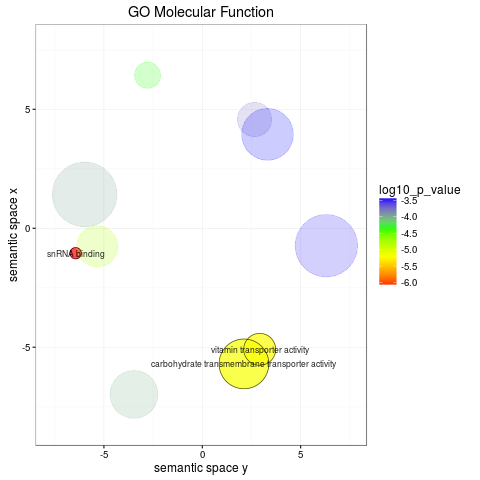 GO Molecular Function
semantic space x
5
0
-5
snRNA binding
vitamin transporter activity
carbohydrate transmembrane transporter activity
-5
0
5
semantic space y
log10_p_value
-3.5
-4.0
-4.5
-5.0
-5.5
-6.0